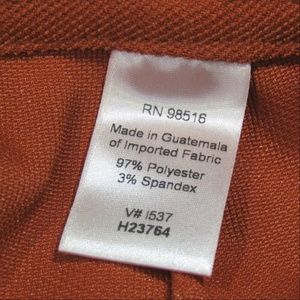 RN 98516
Made in Guatemala
of Imported Fabric
97% Polyester
3% Spandex
V# I537
H23764